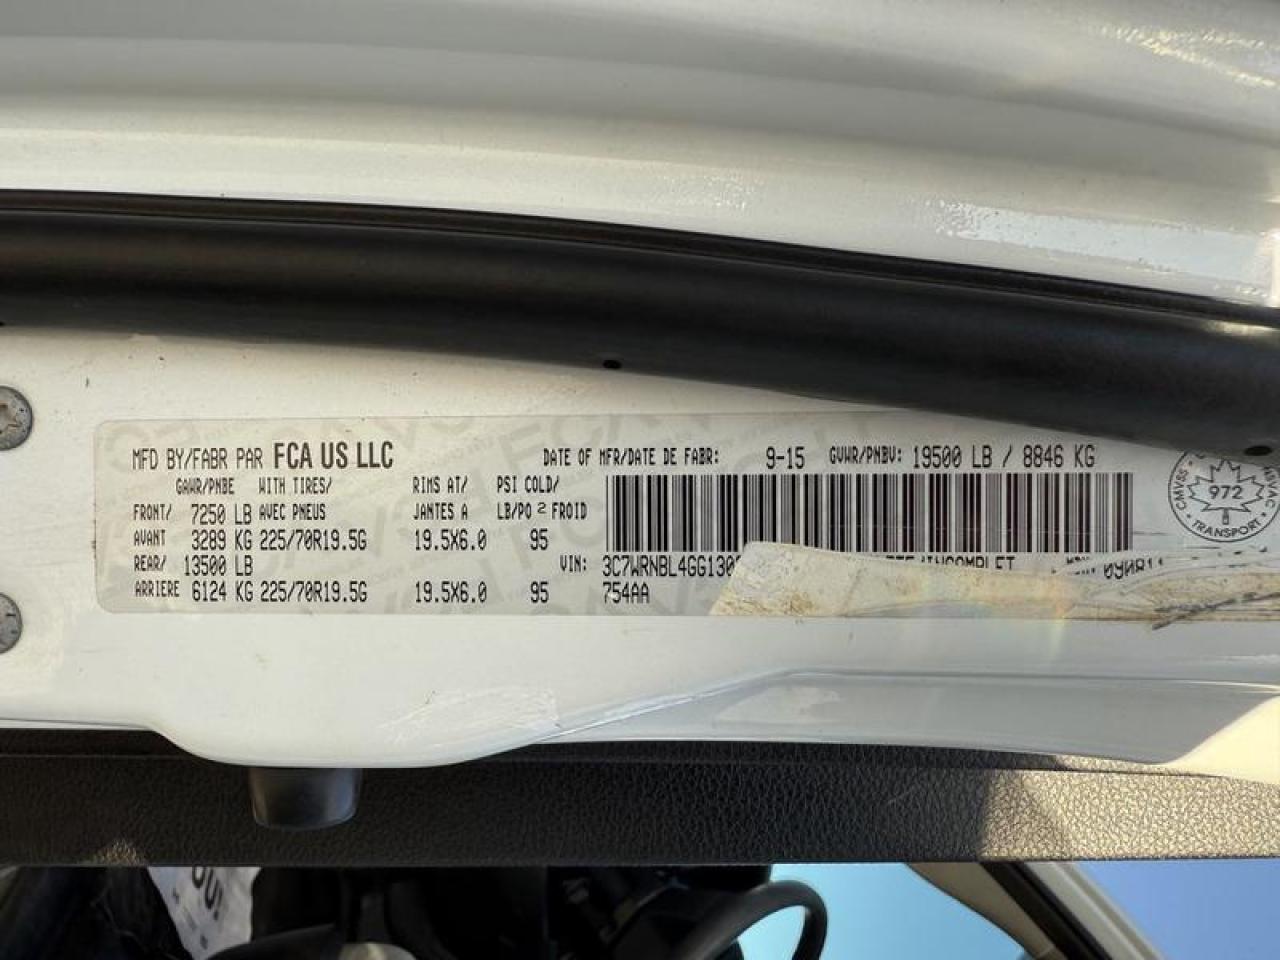 MFD BY/FABR PAR FCA US LLC DATE OF MFR/DATE DE FABR: 9-15 GVWR/PNBV: 19500 LB / 8846 KG
GAWR/PNBE WITH TIRES/ RIMS AT/ PSI COLD/
FRONT/ 7250 LB AVEC PNEUS JANTES A LB/PO² FROID
AVANT 3289 KG 225/70R19.5G 19.5X6.0 95
REAR/ 13500 LB VIN: 3C7WRNBL4GG130
ARRIERE 6124 KG 225/70R19.5G 19.5X6.0 95 754AA
CMVSS
972
TRANSPORT